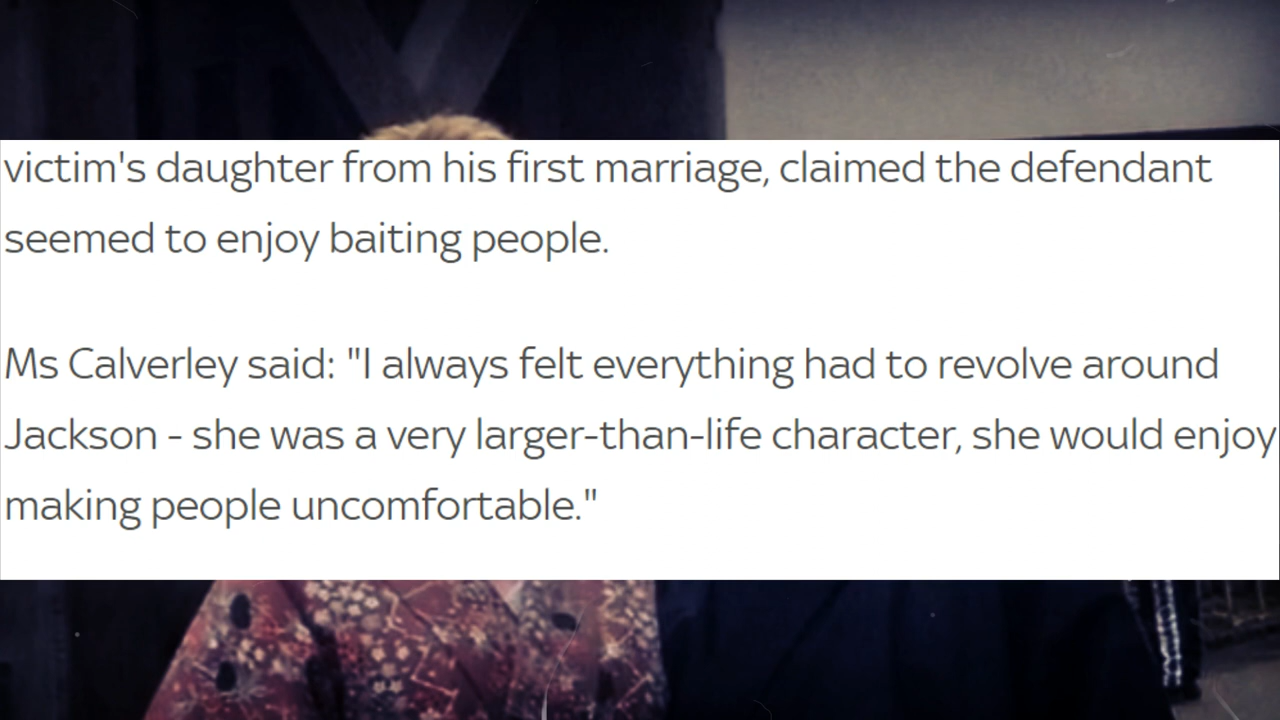 victim's daughter from his first marriage, claimed the defendant
seemed to enjoy baiting people.
Ms Calverley said: "I always felt everything had to revolve around
Jackson - she was a very larger-than-life character, she would enjoy
making people uncomfortable."